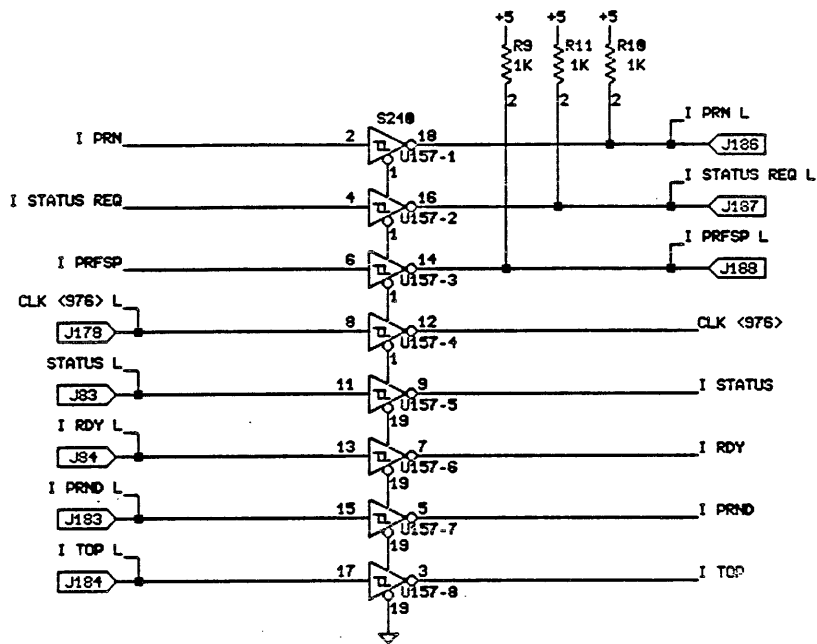 +5 +5 +5
R9 R11 R10
1K 1K 1K
2 2 2
S240
I PRN 2 18 I PRN L J186
U157-1
1
I STATUS REQ 4 16 I STATUS REQ L J187
U157-2
1
I PRFSP 6 14 I PRFSP L J188
U157-3
1
CLK <976> L J178 8 12 CLK <976>
U157-4
1
STATUS L J83 11 9 I STATUS
U157-5
19
I RDY L J84 13 7 I RDY
U157-6
19
I PRND L J183 15 5 I PRND
U157-7
19
I TOP L J184 17 3 I TOP
U157-8
19